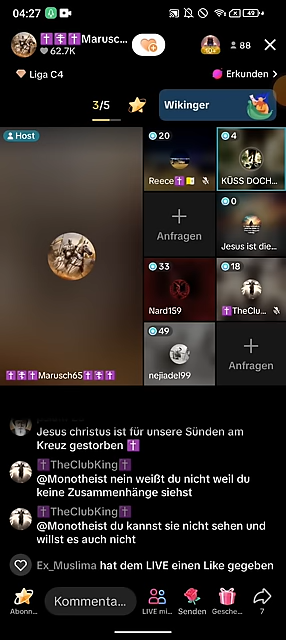 04:27
49
✝️☦️✝️Marusch...
62.7K
88
Liga C4
Erkunden >
3/5
Wikinger
Host
20
4
Reece✝️
KÜSS DOCH...
Anfragen
0
Jesus ist die...
33
18
Nard159
✝️TheClu...
49
✝️✝️✝️Marusch65✝️✝️✝️
nejiadel99
Anfragen
Jesus christus ist für unsere Sünden am
Kreuz gestorben ✝️
✝️TheClubKing✝️
@Monotheist nein weißt du nicht weil du
keine Zusammenhänge siehst
✝️TheClubKing✝️
@Monotheist du kannst sie nicht sehen und
willst es auch nicht
Ex_Muslima hat dem LIVE einen Like gegeben
Kommenta...
Abonn...
LIVE mi...
Senden
Gesche...
7